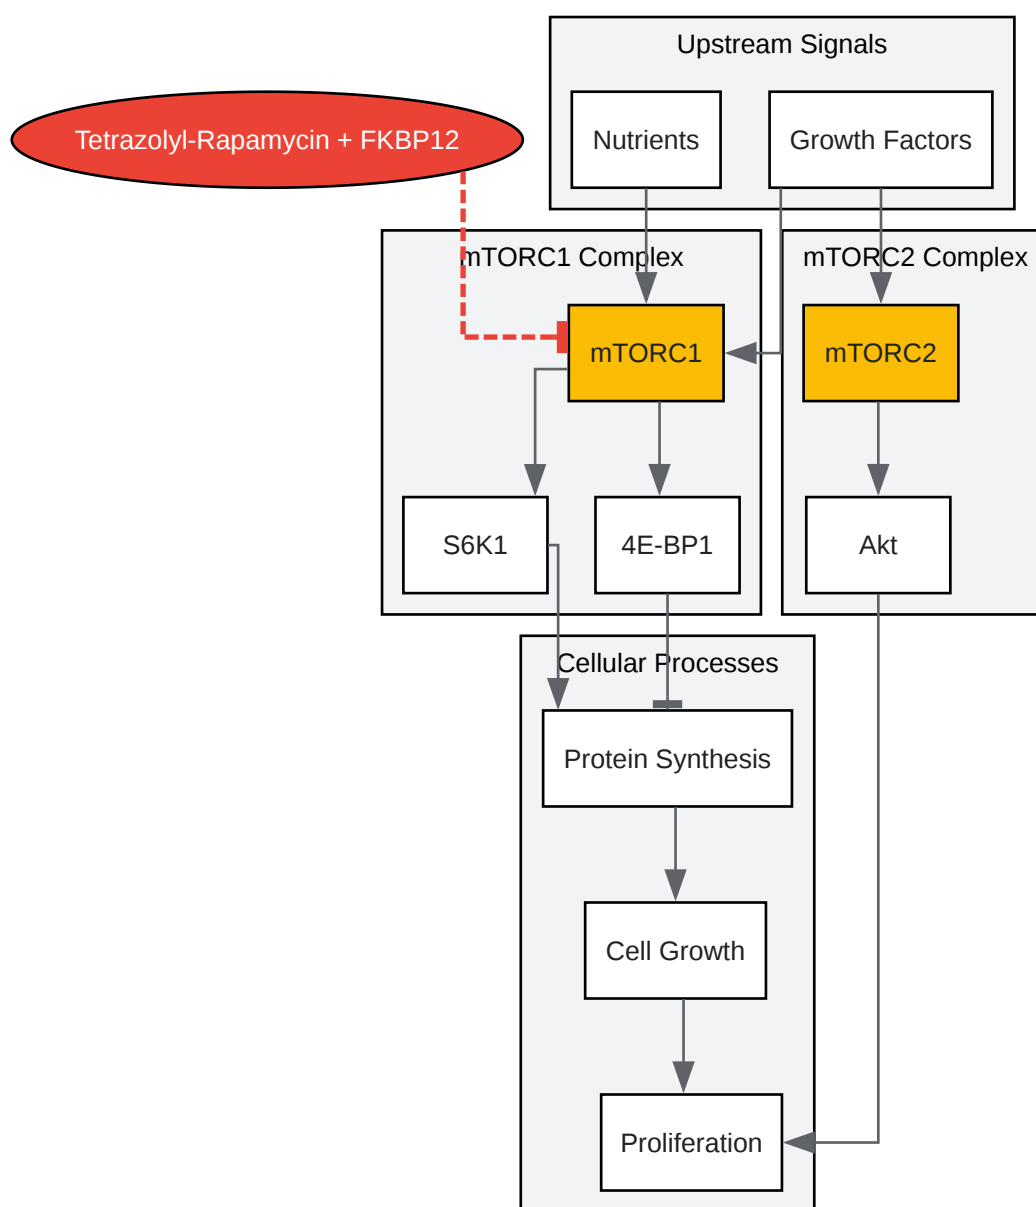 Upstream Signals
Tetrazolyl-Rapamycin + FKBP12
Nutrients
Growth Factors
mTORC1 Complex
mTORC2 Complex
mTORC1
mTORC2
S6K1
4E-BP1
Akt
Cellular Processes
Protein Synthesis
Cell Growth
Proliferation